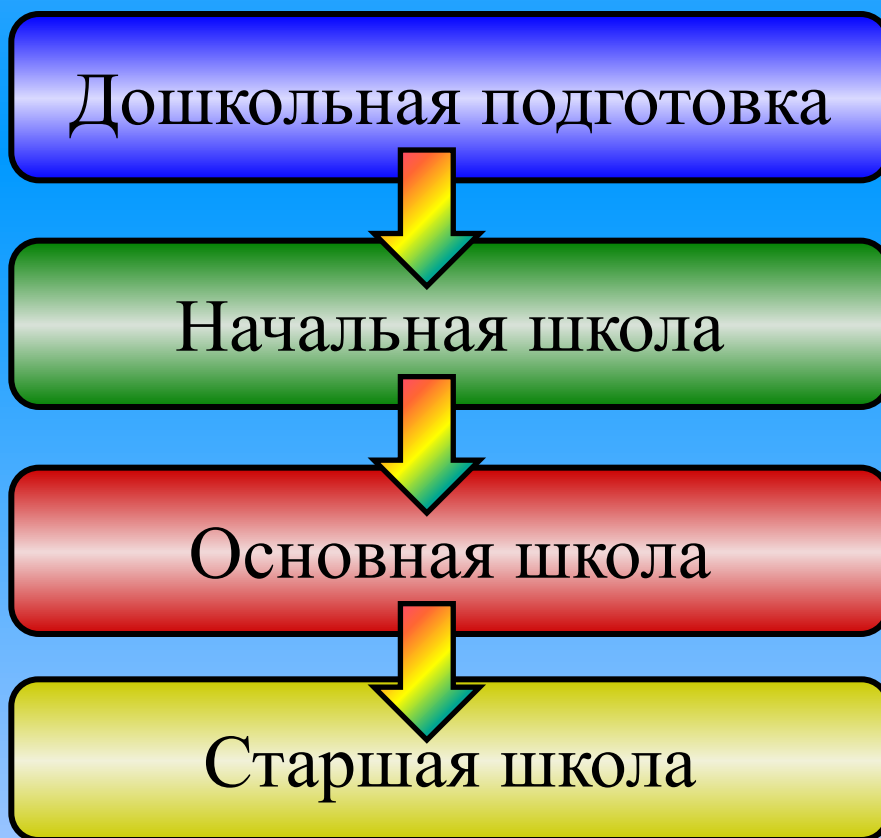 Дошкольная подготовка
Начальная школа
Основная школа
Старшая школа